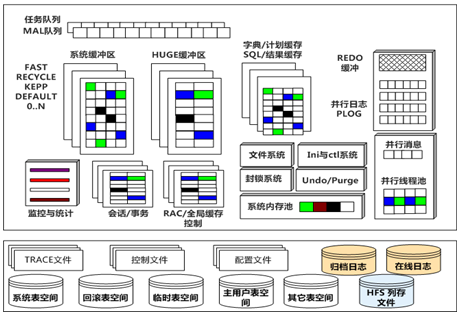 任务队列
MAL队列
系统缓冲区
HUGE缓冲区
字典/计划缓存
SQL/结果缓存
REDO
缓冲
FAST
RECYCLE
KEPP
DEFAULT
0..N
并行日志
PLOG
文件系统
Ini与ctl系统
并行消息
封锁系统
Undo/Purge
并行线程池
系统内存池
监控与统计
会话/事务
RAC/全局缓存
控制
TRACE文件
控制文件
配置文件
归档日志
在线日志
系统表空间
回滚表空间
临时表空间
主用户表空
间
其它表空间
HFS 列存
文件